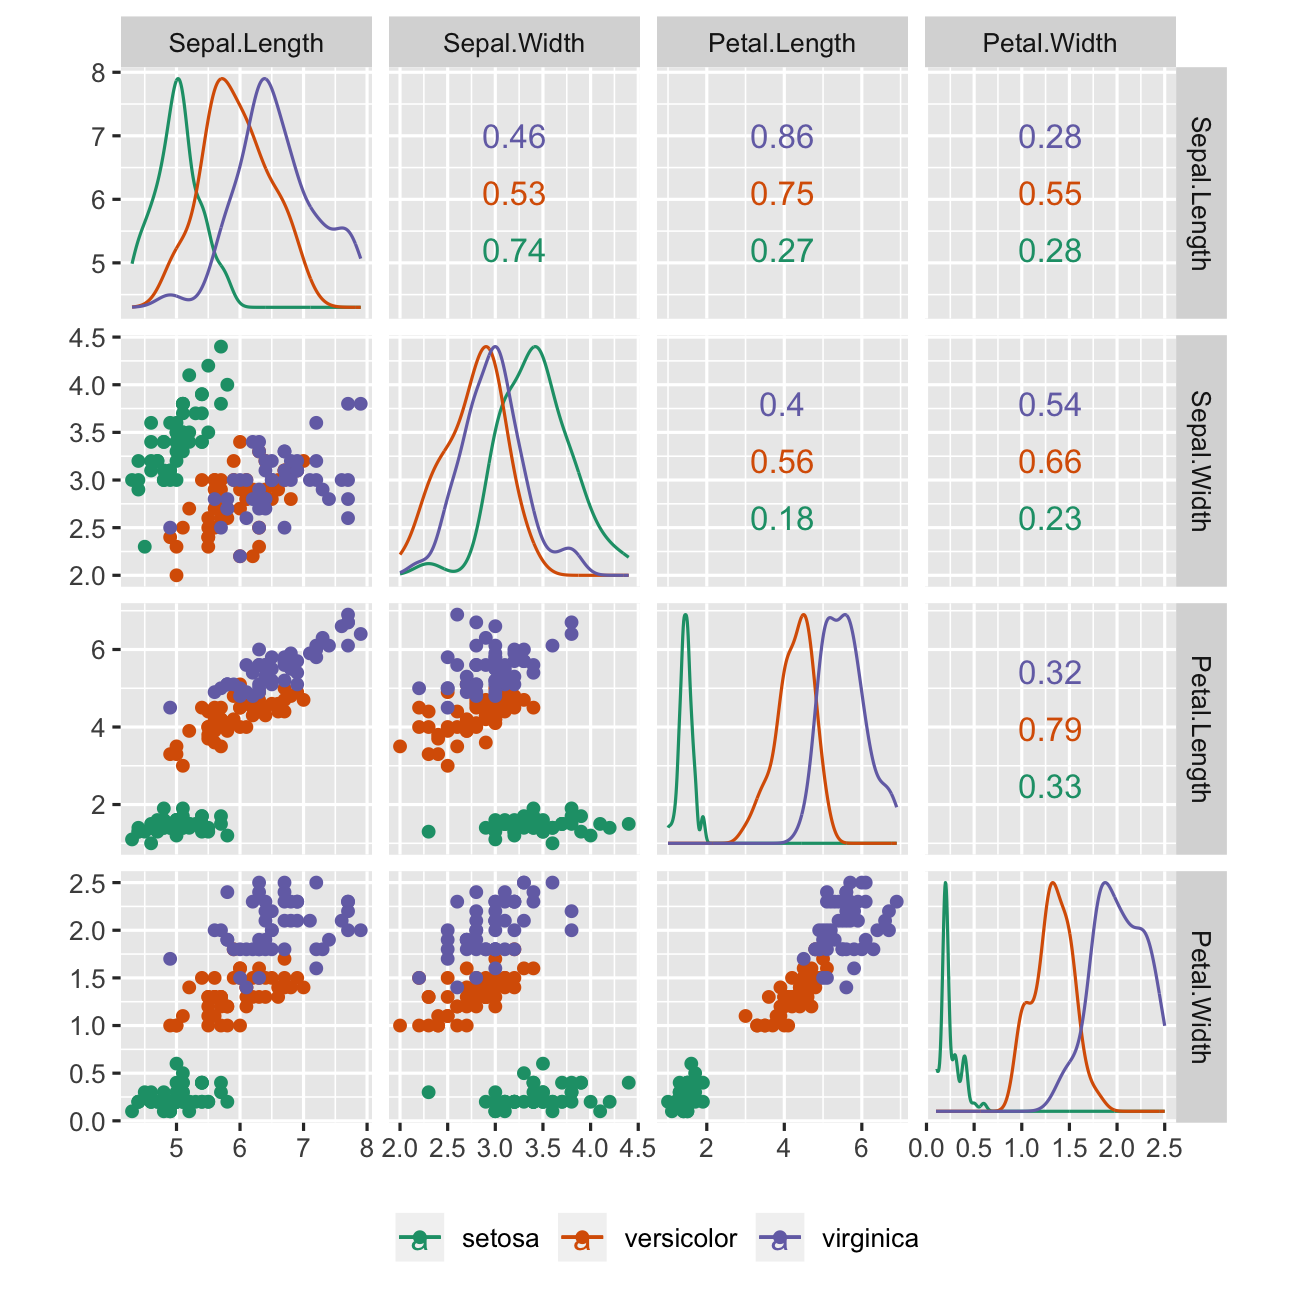 Sepal.Length Sepal.Width Petal.Length Petal.Width
8
7
6
5
0.46 0.86 0.28
0.53 0.75 0.55
0.74 0.27 0.28
Sepal.Length
4.5
4.0
3.5
3.0
2.5
2.0
0.4 0.54
0.56 0.66
0.18 0.23
Sepal.Width
6
4
2
0.32
0.79
0.33
Petal.Length
2.5
2.0
1.5
1.0
0.5
0.0
Petal.Width
5 6 7 8 2.0 2.5 3.0 3.5 4.0 4.5 2 4 6 0.0 0.5 1.0 1.5 2.0 2.5
a setosa a versicolor a virginica